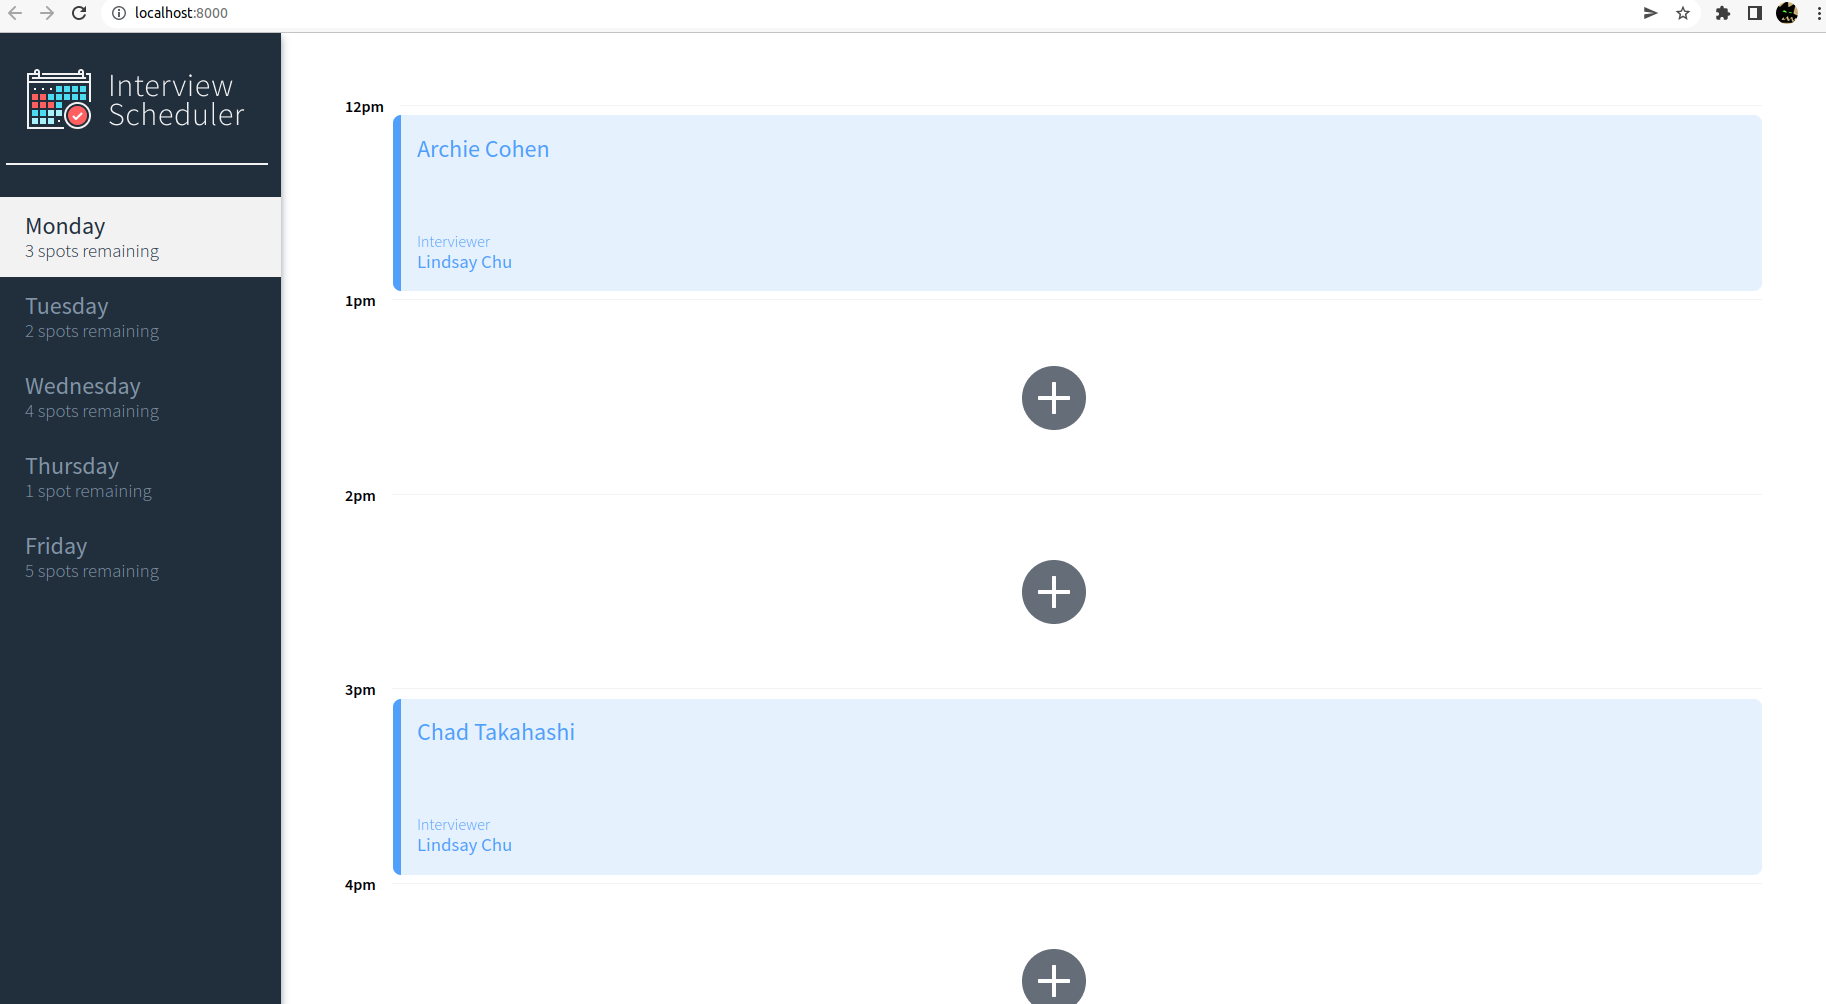 localhost:8000
Interview
Scheduler
Monday
3 spots remaining
Tuesday
2 spots remaining
Wednesday
4 spots remaining
Thursday
1 spot remaining
Friday
5 spots remaining
12pm
Archie Cohen
Interviewer
Lindsay Chu
1pm
2pm
3pm
Chad Takahashi
Interviewer
Lindsay Chu
4pm